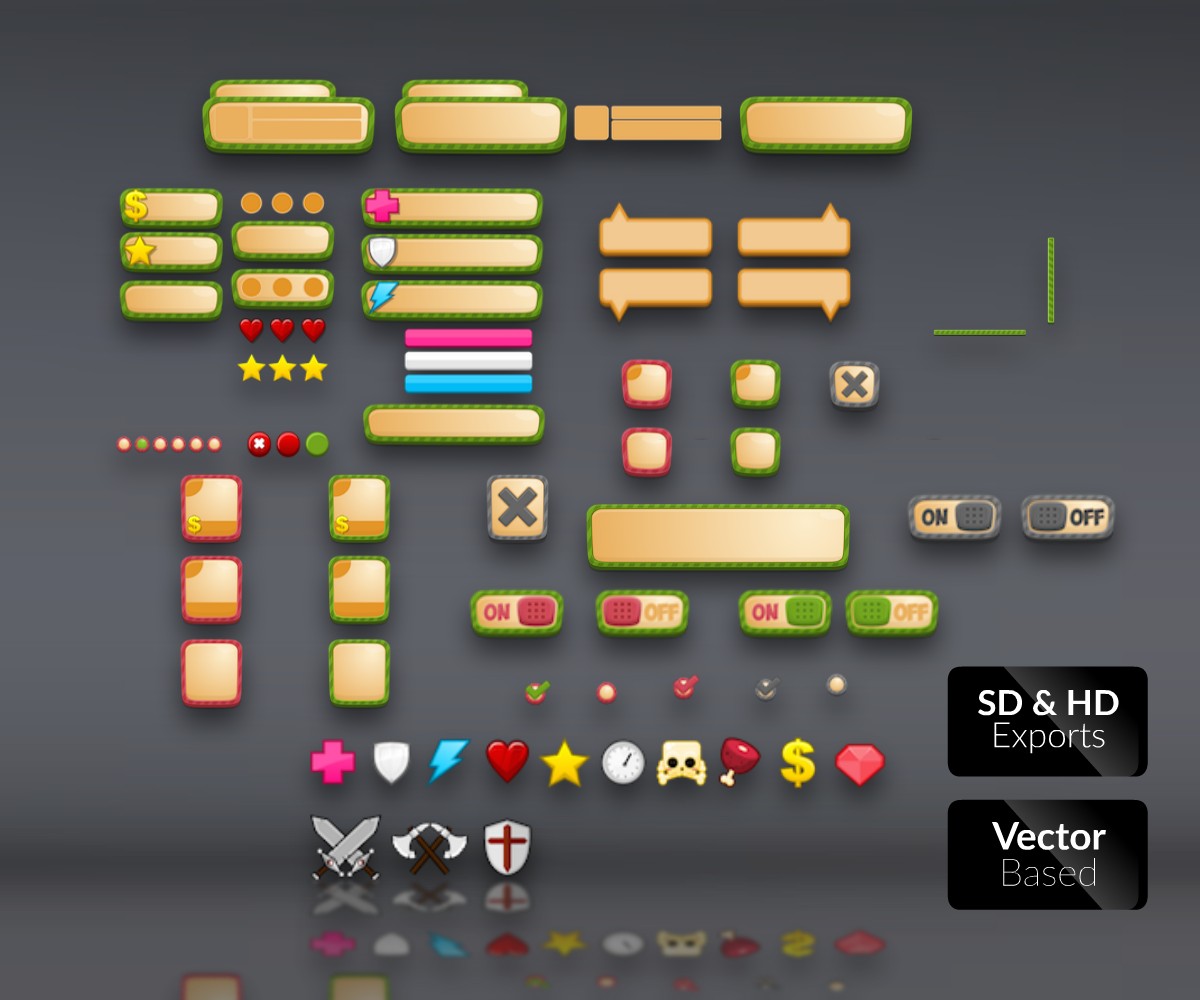 $
$
$
ON
OFF
ON
OFF
ON
OFF
SD & HD
Exports
$
Vector
Based